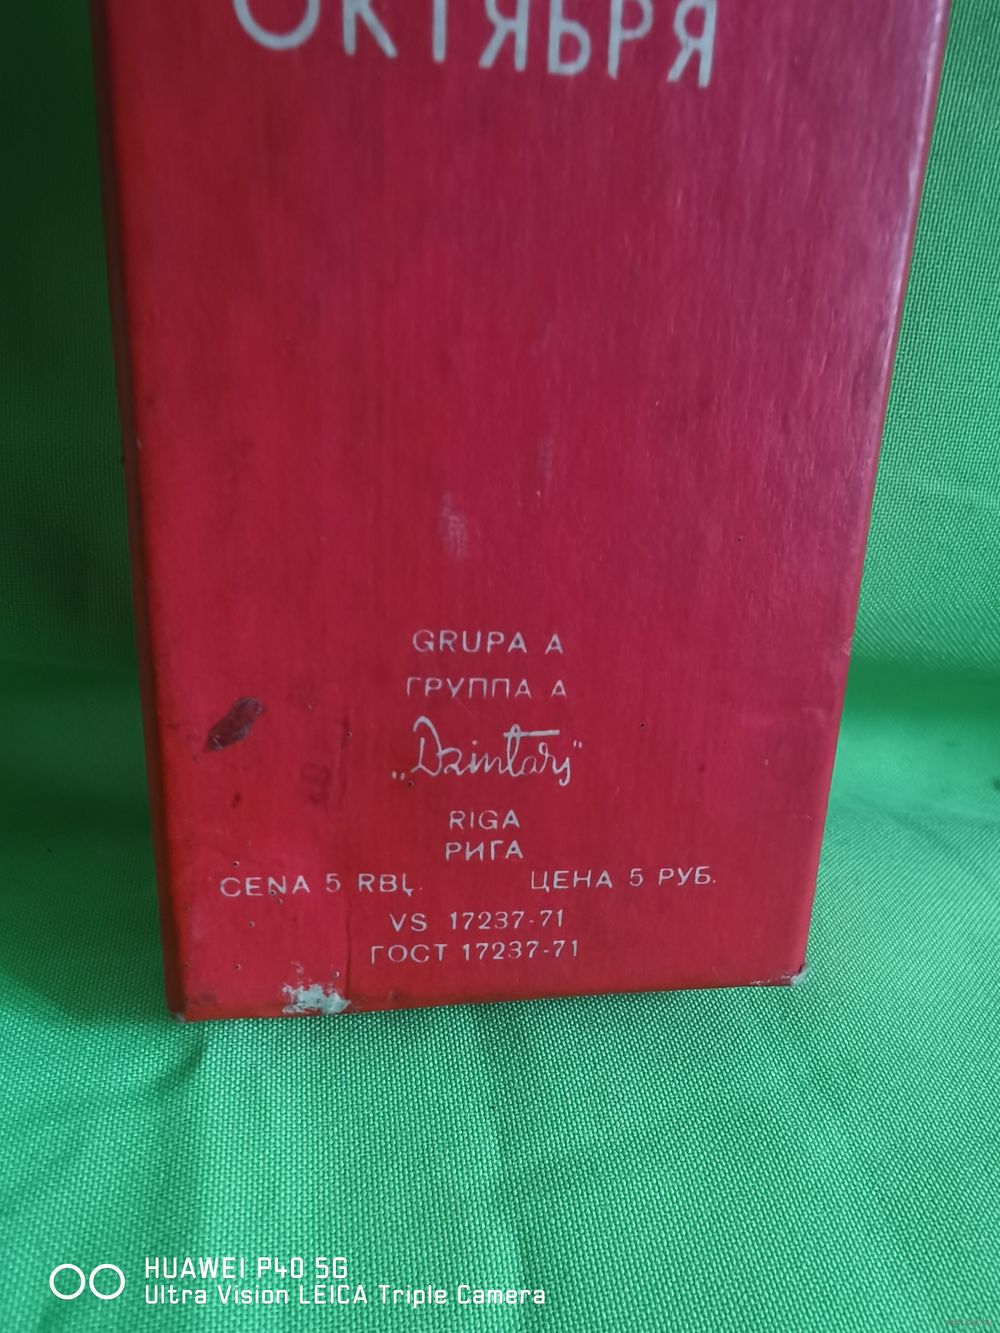 ОКТЯБРЯ
GRUPA A
ГРУППА А
„Dzintars"
RIGA
РИГА
CENA 5 RBĻ. ЦЕНА 5 РУБ.
VS 17237-71
ГОСТ 17237-71
HUAWEI P40 5G
Ultra Vision LEICA Triple Camera